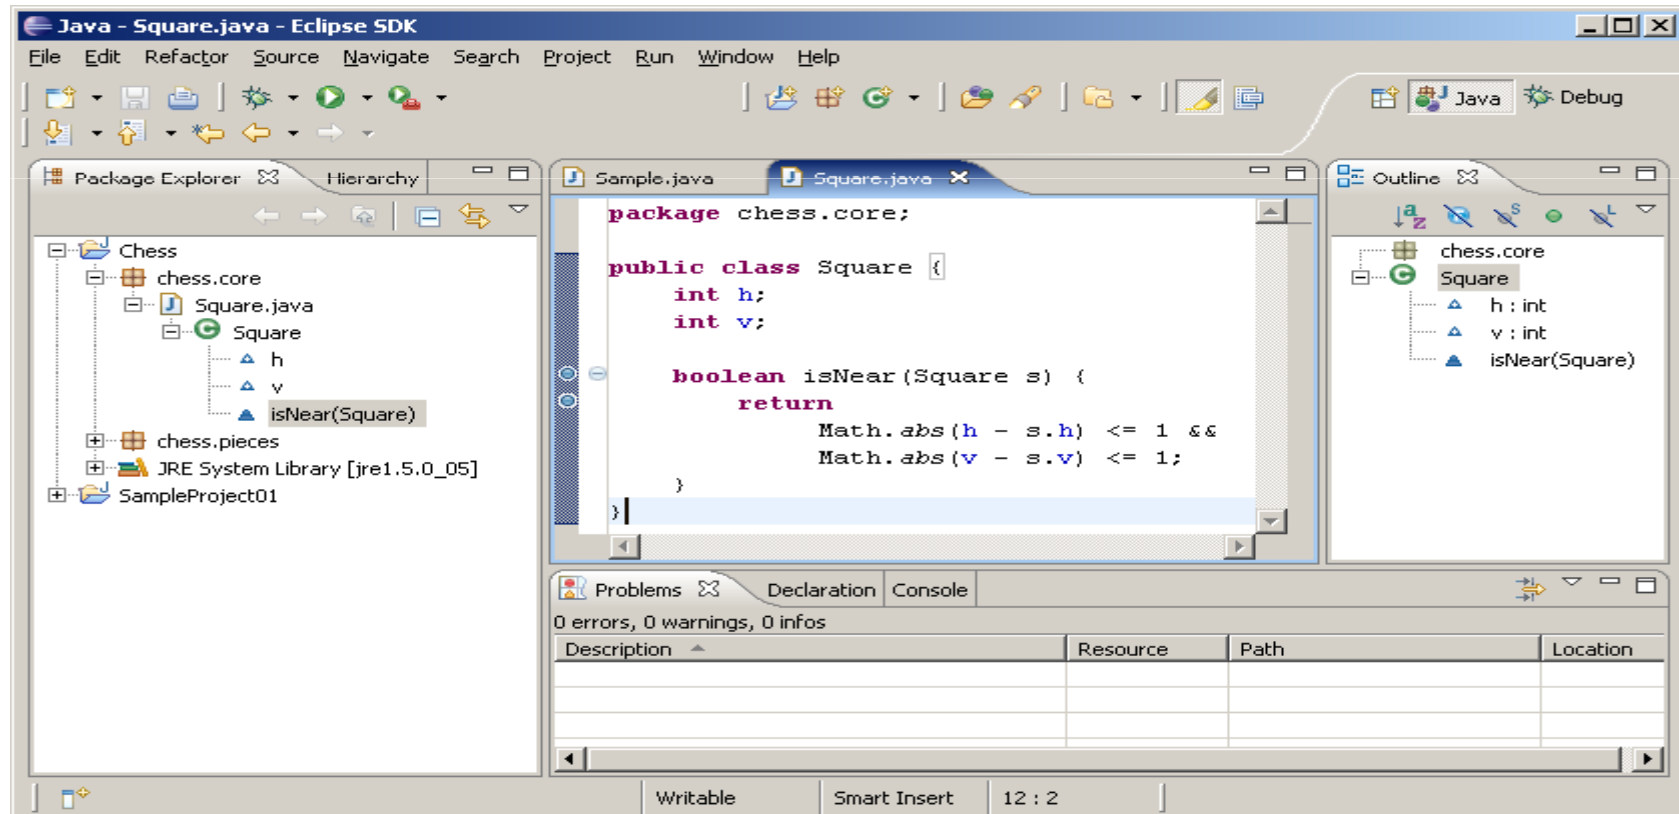 Java - Square.java - Eclipse SDK
File Edit Refactor Source Navigate Search Project Run Window Help
Java Debug
Package Explorer Hierarchy
Chess
chess.core
Square.java
Square
h
v
isNear(Square)
chess.pieces
JRE System Library [jre1.5.0_05]
SampleProject01
Sample.java Square.java
package chess.core;
public class Square {
int h;
int v;
boolean isNear(Square s) {
return
Math.abs(h - s.h) <= 1 &&
Math.abs(v - s.v) <= 1;
}
}
Outline
chess.core
Square
h : int
v : int
isNear(Square)
Problems Declaration Console
0 errors, 0 warnings, 0 infos
Description Resource Path Location
Writable Smart Insert 12 : 2